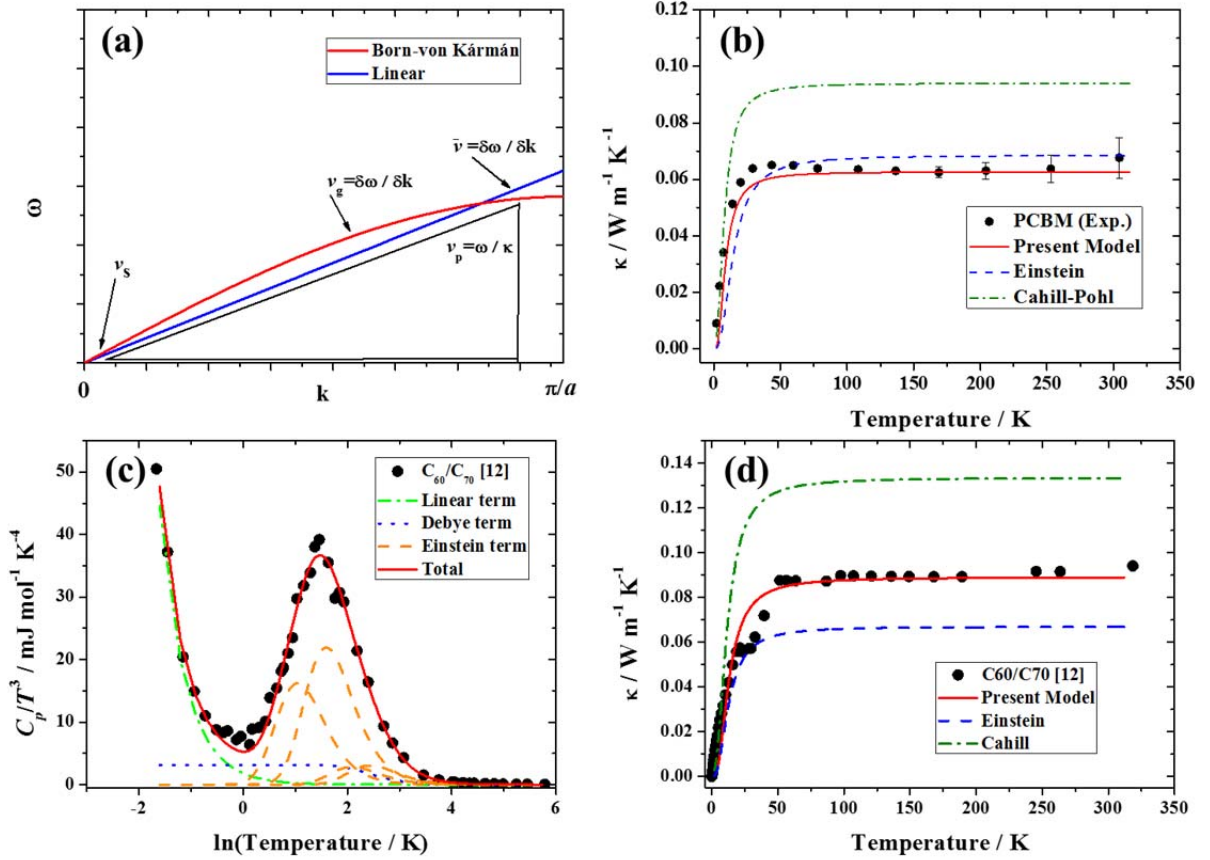 (a)
Born-von Kármán
Linear
v̄ =δω / δk
v_g=δω / δk
v_p=ω / κ
v_S
ω
0
k
π/a
(b)
0.12
0.10
0.08
0.06
0.04
0.02
0.00
κ / W m⁻¹ K⁻¹
PCBM (Exp.)
Present Model
Einstein
Cahill-Pohl
0 50 100 150 200 250 300 350
Temperature / K
(c)
50
40
30
20
10
0
C_p/T³ / mJ mol⁻¹ K⁻⁴
C₆₀/C₇₀ [12]
Linear term
Debye term
Einstein term
Total
-2 0 2 4 6
ln(Temperature / K)
(d)
0.14
0.12
0.10
0.08
0.06
0.04
0.02
0.00
κ / W m⁻¹ K⁻¹
C60/C70 [12]
Present Model
Einstein
Cahill
0 50 100 150 200 250 300 350
Temperature / K